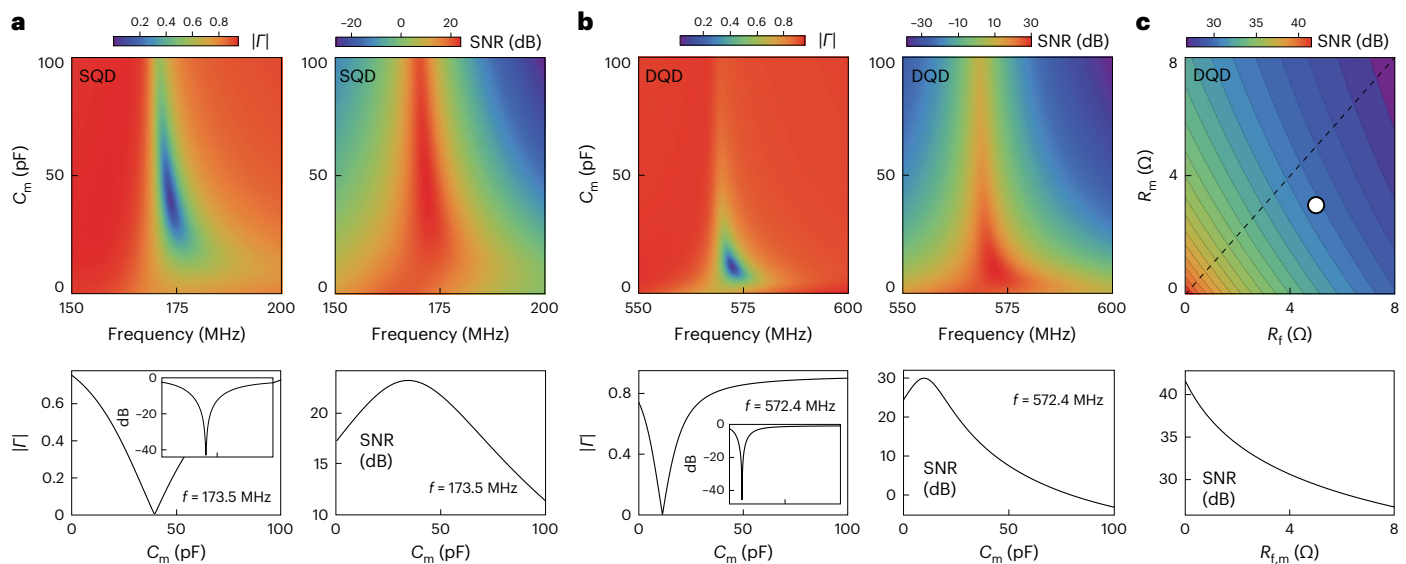 a
0.2 0.4 0.6 0.8
|Γ|
SQD
100
50
0
Cm (pF)
150 175 200
Frequency (MHz)
−20 0 20
SNR (dB)
SQD
100
50
0
150 175 200
Frequency (MHz)
b
0.2 0.4 0.6 0.8
|Γ|
DQD
100
50
0
Cm (pF)
550 575 600
Frequency (MHz)
−30 −10 10 30
SNR (dB)
DQD
100
50
0
550 575 600
Frequency (MHz)
c
30 35 40
SNR (dB)
DQD
8
4
0
Rm (Ω)
0 4 8
Rf (Ω)
|Γ|
0.6
0.4
0.2
0
0
−20
−40
dB
f = 173.5 MHz
0 50 100
Cm (pF)
20
15
10
SNR
(dB)
f = 173.5 MHz
0 50 100
Cm (pF)
|Γ|
0.8
0.4
0
f = 572.4 MHz
0
−20
−40
dB
0 50 100
Cm (pF)
30
20
10
0
f = 572.4 MHz
SNR
(dB)
0 50 100
Cm (pF)
40
35
30
SNR
(dB)
0 4 8
Rf,m (Ω)